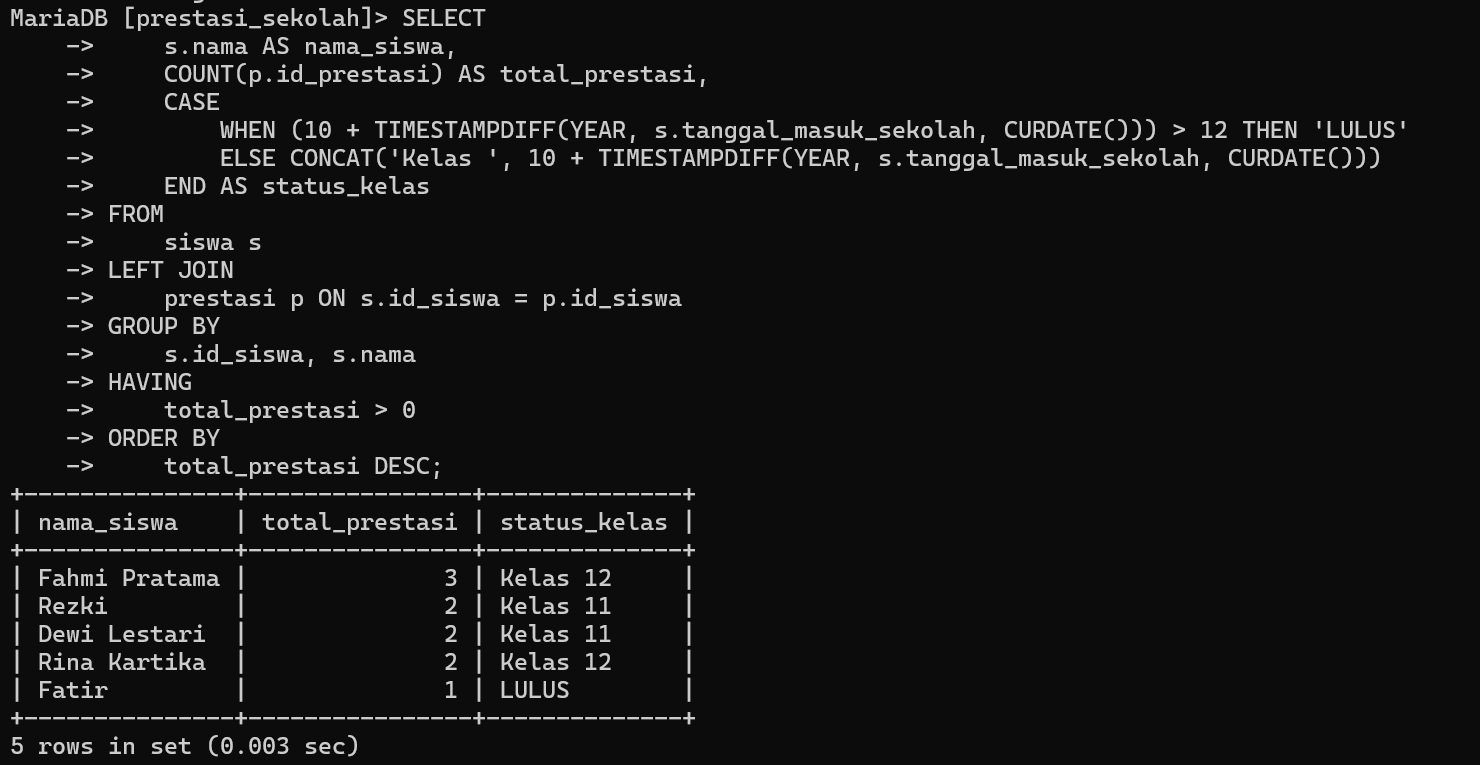 MariaDB [prestasi_sekolah]> SELECT
    ->     s.nama AS nama_siswa,
    ->     COUNT(p.id_prestasi) AS total_prestasi,
    ->     CASE
    ->         WHEN (10 + TIMESTAMPDIFF(YEAR, s.tanggal_masuk_sekolah, CURDATE())) > 12 THEN 'LULUS'
    ->         ELSE CONCAT('Kelas ', 10 + TIMESTAMPDIFF(YEAR, s.tanggal_masuk_sekolah, CURDATE()))
    ->     END AS status_kelas
    -> FROM
    ->     siswa s
    -> LEFT JOIN
    ->     prestasi p ON s.id_siswa = p.id_siswa
    -> GROUP BY
    ->     s.id_siswa, s.nama
    -> HAVING
    ->     total_prestasi > 0
    -> ORDER BY
    ->     total_prestasi DESC;
+---------------+----------------+--------------+
| nama_siswa    | total_prestasi | status_kelas |
+---------------+----------------+--------------+
| Fahmi Pratama |              3 | Kelas 12     |
| Rezki         |              2 | Kelas 11     |
| Dewi Lestari  |              2 | Kelas 11     |
| Rina Kartika  |              2 | Kelas 12     |
| Fatir         |              1 | LULUS        |
+---------------+----------------+--------------+
5 rows in set (0.003 sec)